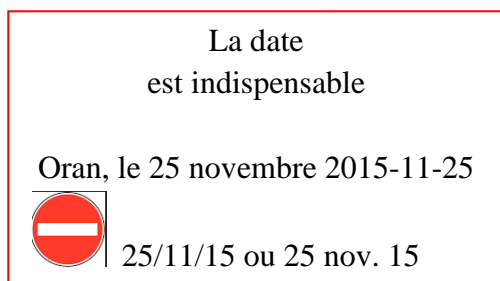 La date
est indispensable
Oran, le 25 novembre 2015-11-25
25/11/15 ou 25 nov. 15